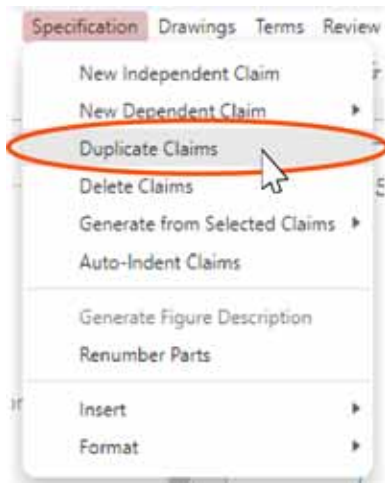 Specification Drawings Terms Review
New Independent Claim
New Dependent Claim
Duplicate Claims
Delete Claims
Generate from Selected Claims
Auto-Indent Claims
Generate Figure Description
Renumber Parts
Insert
Format